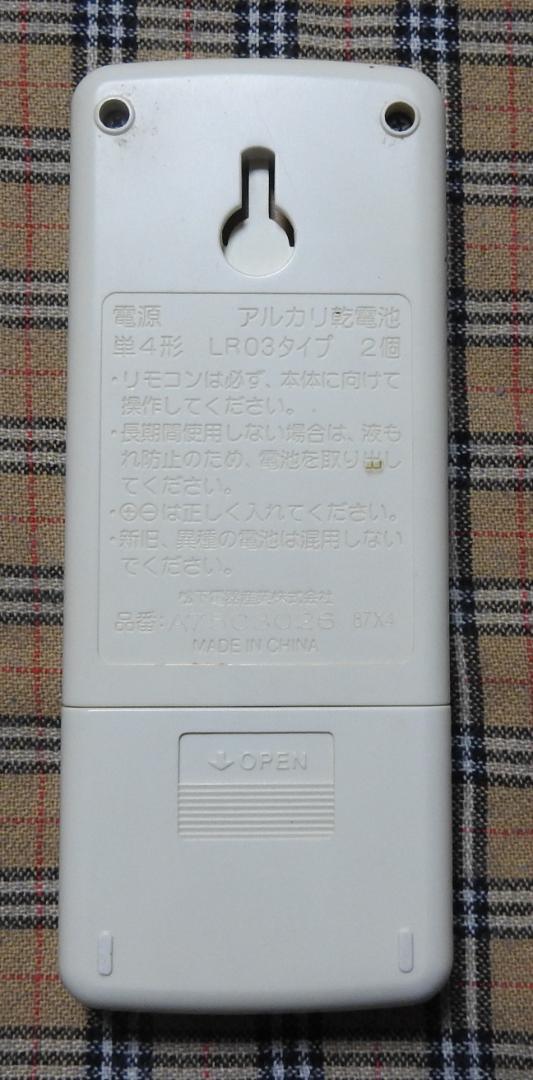 電源　アルカリ乾電池
単4形　LR03タイプ　2個
・リモコンは必ず、本体に向けて
操作してください。
・長期間使用しない場合は、液も
れ防止のため、電池を取り出し
てください。
・⊕⊖は正しく入れてください。
・新旧、異種の電池は混用しない
でください。
松下電器産業株式会社
品番: 87X4
MADE IN CHINA
↓ OPEN